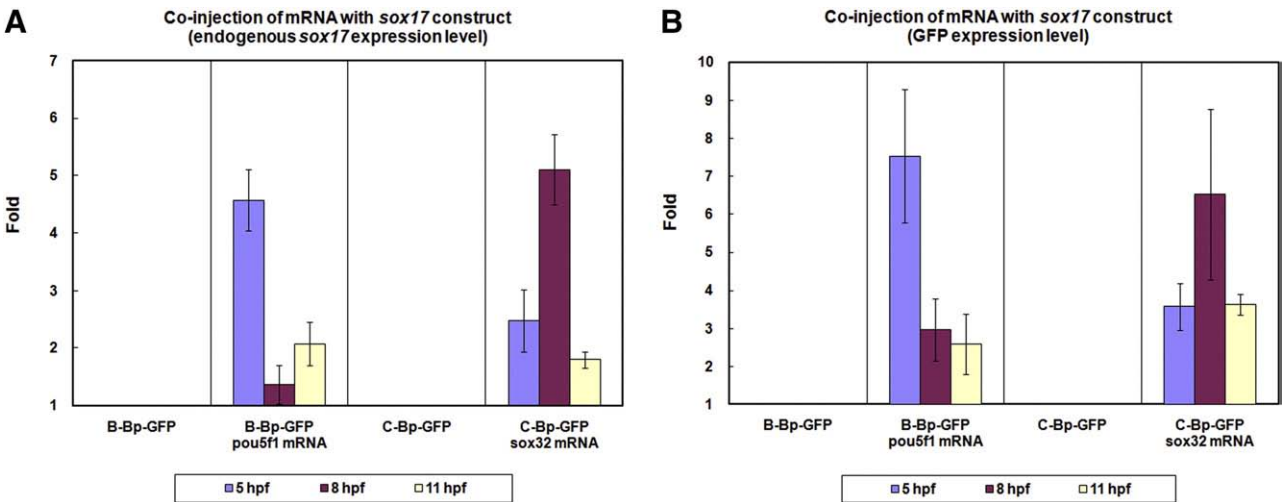 A
Co-injection of mRNA with sox17 construct
(endogenous sox17 expression level)
7
6
5
4
3
2
1
Fold
B-Bp-GFP
B-Bp-GFP
pou5f1 mRNA
C-Bp-GFP
C-Bp-GFP
sox32 mRNA
5 hpf 8 hpf 11 hpf
B
Co-injection of mRNA with sox17 construct
(GFP expression level)
10
9
8
7
6
5
4
3
2
1
Fold
B-Bp-GFP
B-Bp-GFP
pou5f1 mRNA
C-Bp-GFP
C-Bp-GFP
sox32 mRNA
5 hpf 8 hpf 11 hpf